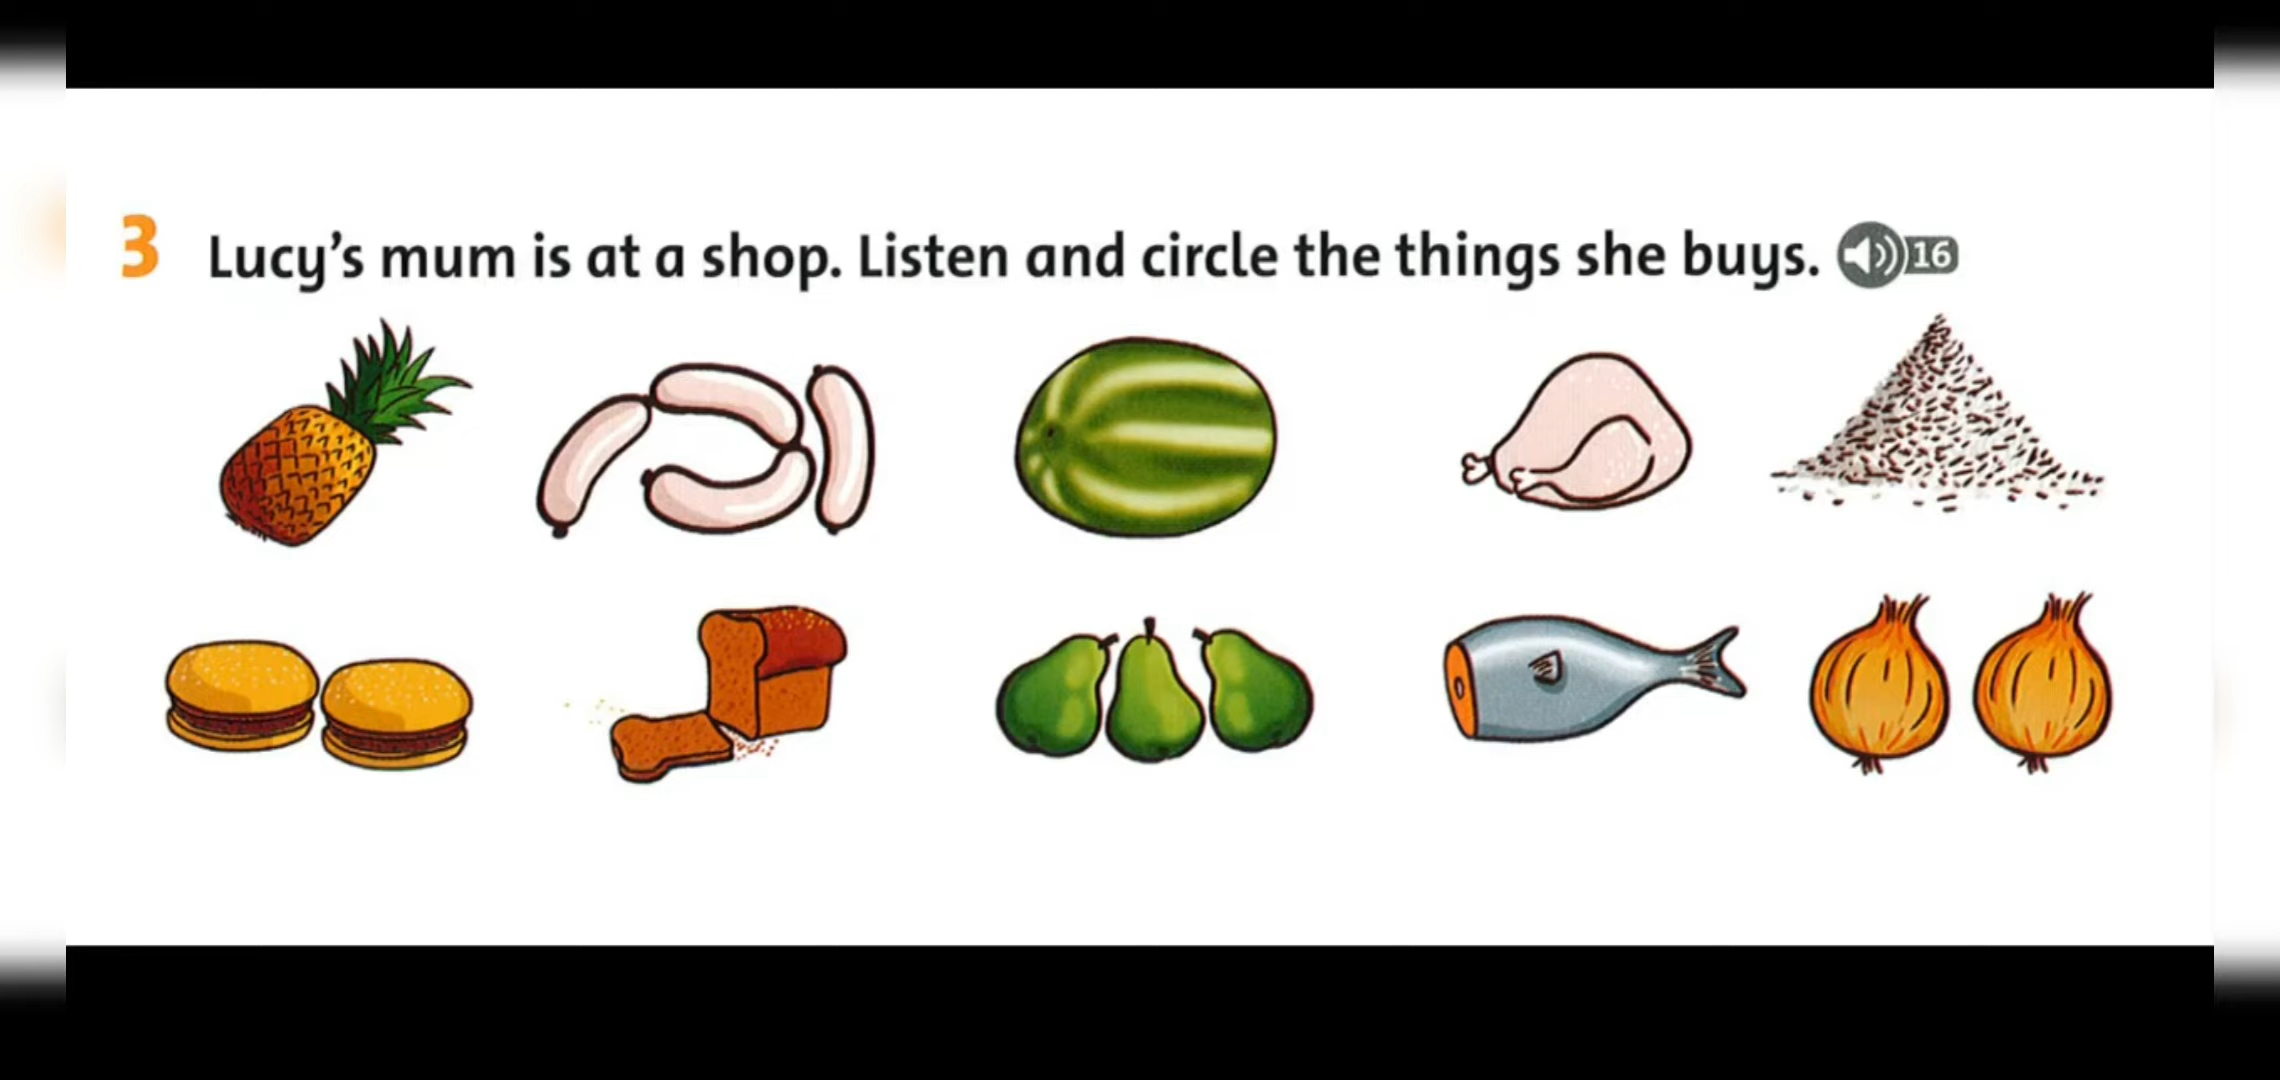 3 Lucy's mum is at a shop. Listen and circle the things she buys. 16